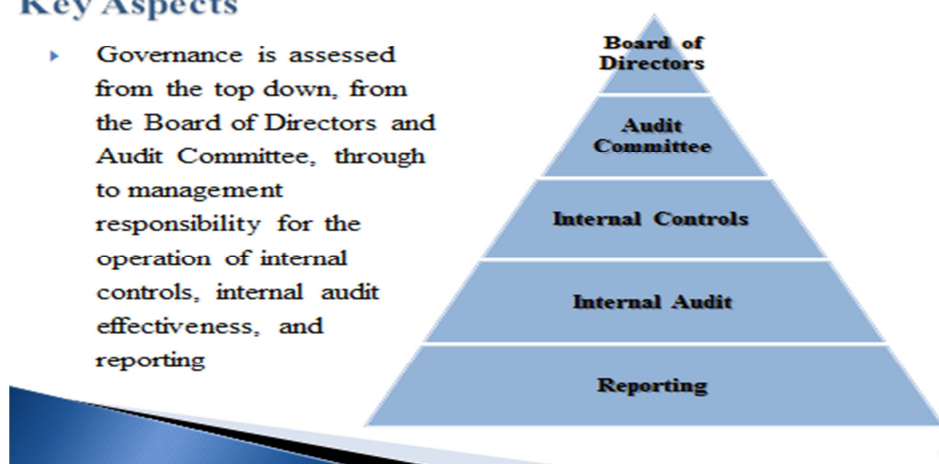 Key Aspects
Governance is assessed
from the top down, from
the Board of Directors and
Audit Committee, through
to management
responsibility for the
operation of internal
controls, internal audit
effectiveness, and
reporting
Board of
Directors
Audit
Committee
Internal Controls
Internal Audit
Reporting